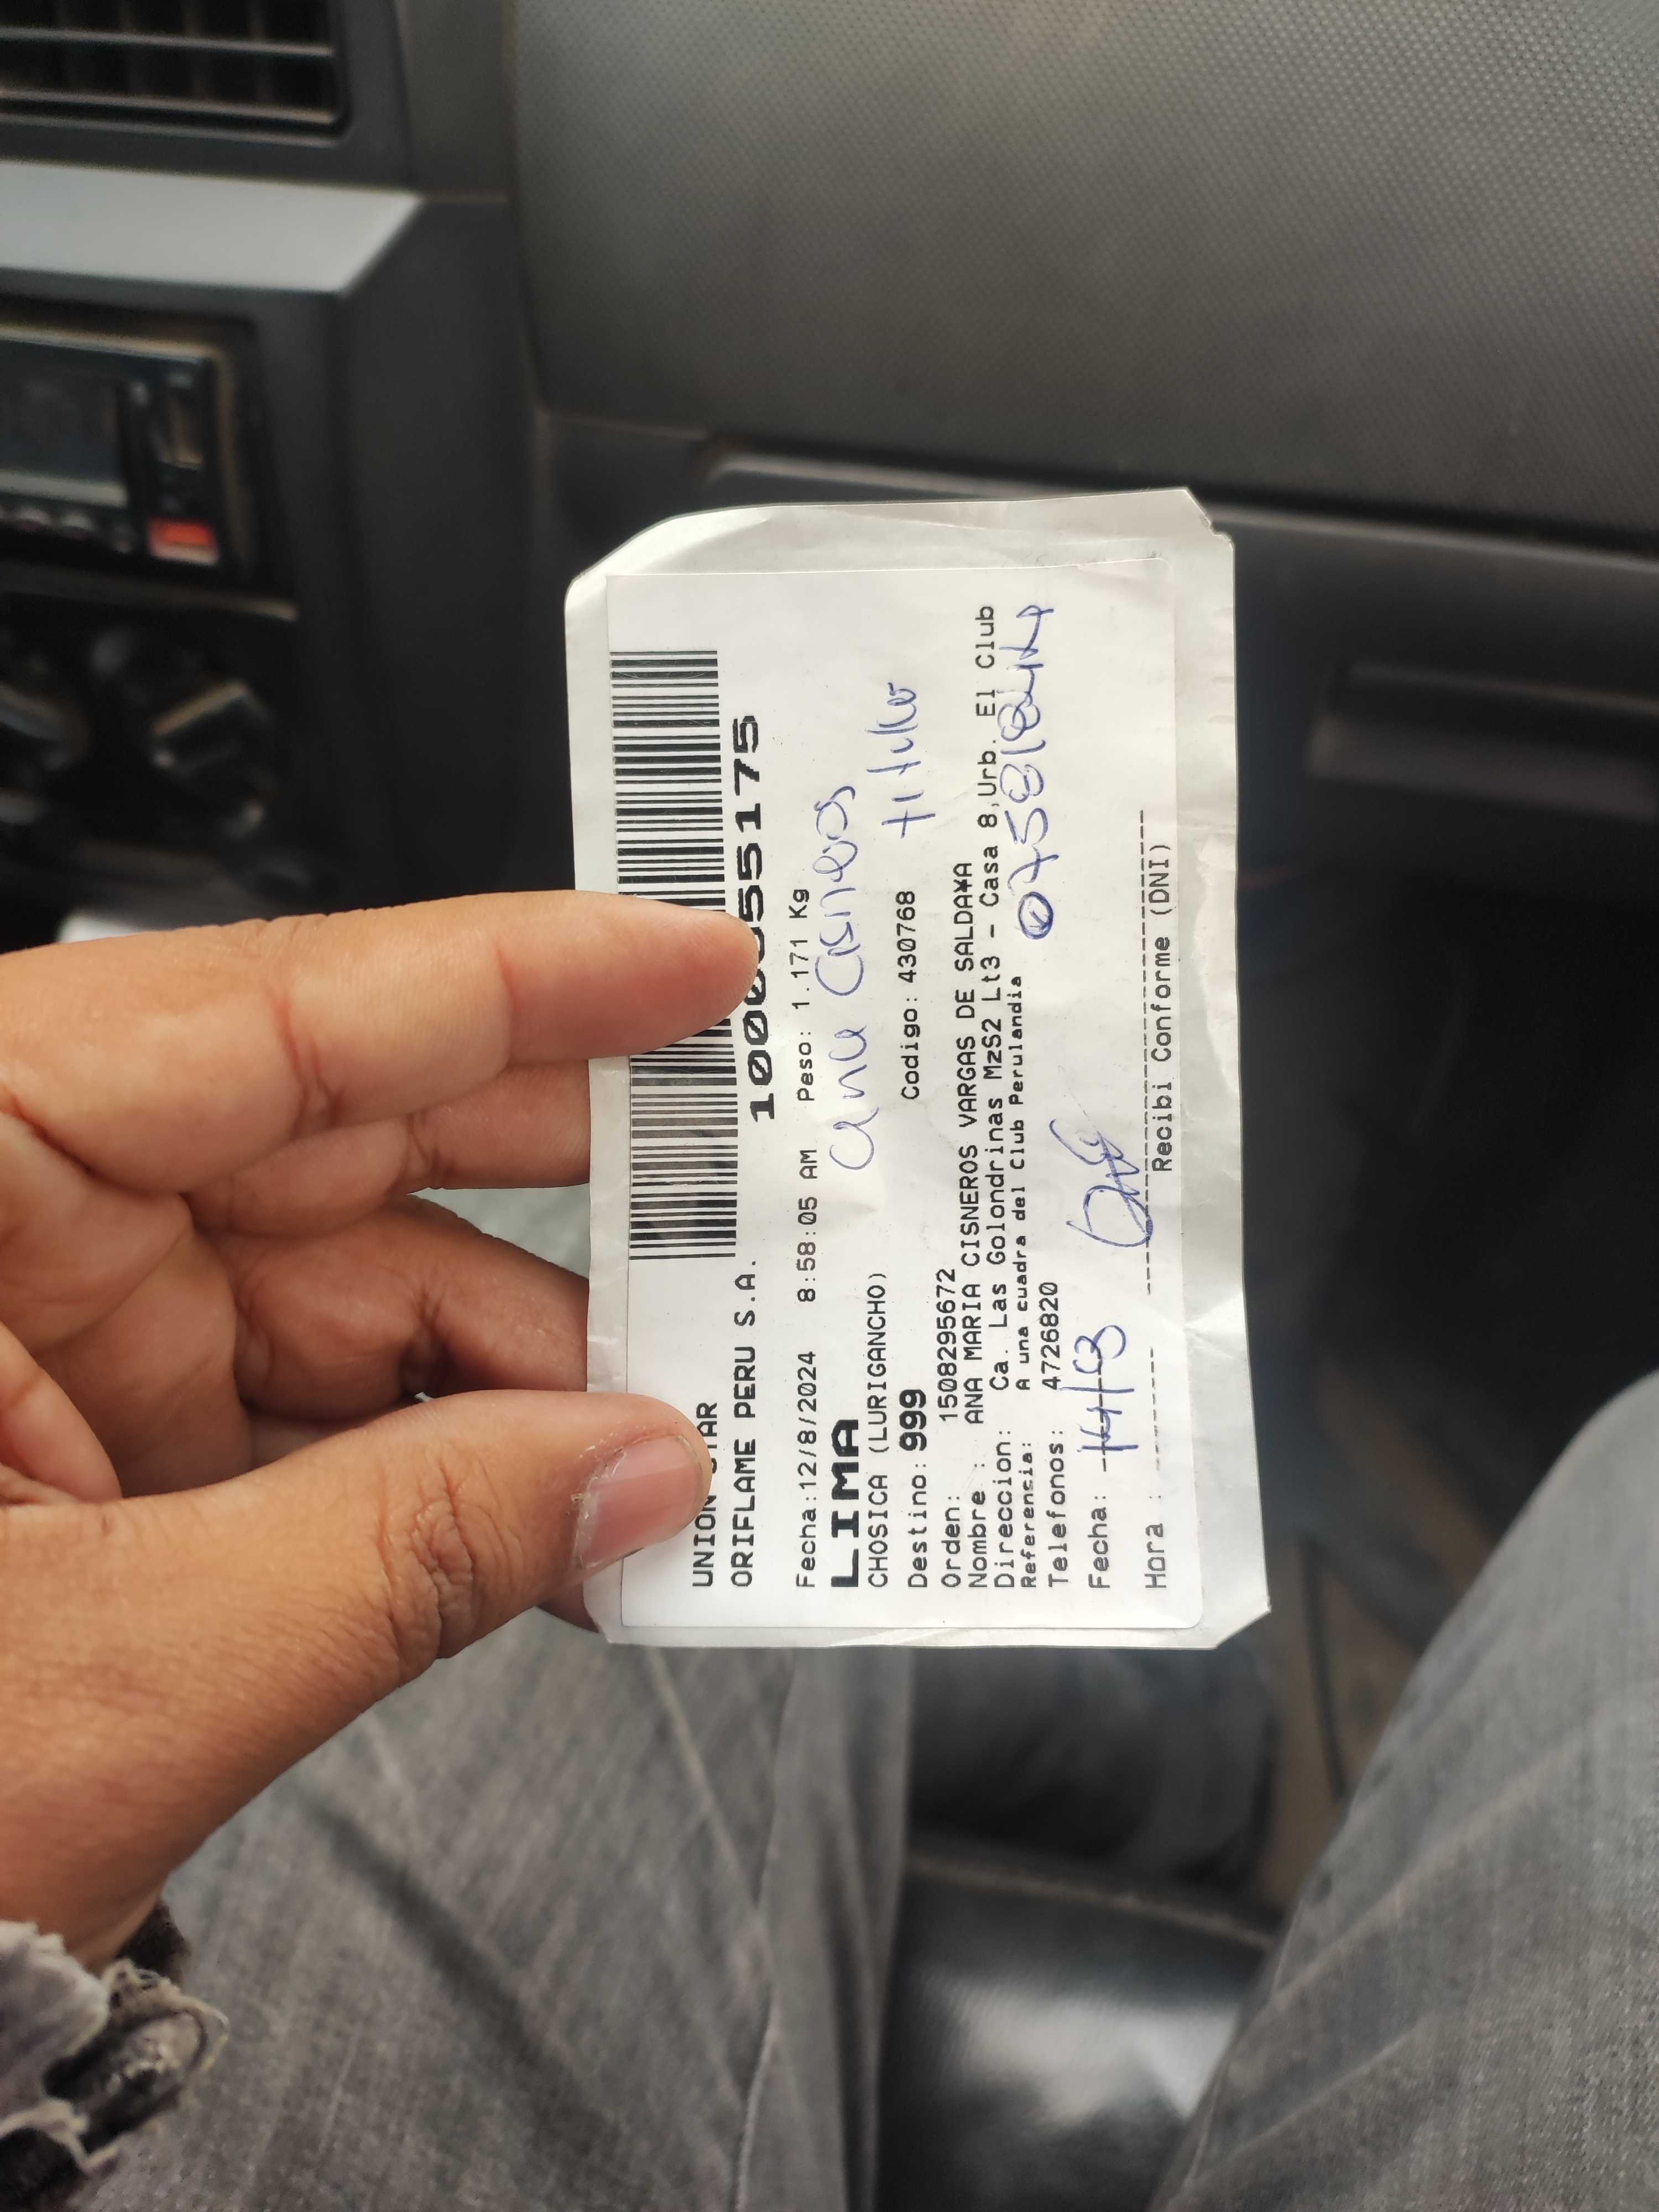 UNION STAR
ORIFLAME PERU S.A.
Fecha:12/8/2024 8:58:05 AM Peso: 1.171 Kg
LIMA
Ana Cisneros
CHOSICA (LURIGANCHO)
Destino: 999 Codigo: 430768
Titular
Orden: 1508295672
Nombre : ANA MARIA CISNEROS VARGAS DE SALDA¥A
Direccion: Ca. Las Golondrinas MzS2 Lt3 - Casa 8,Urb. El Club
Referencia: A una cuadra del Club Perulandia
Telefonos: 4726820
Fecha :
Hora :
Recibi Conforme (DNI)